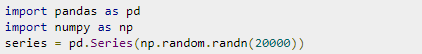 import pandas as pd
import numpy as np
series = pd.Series(np.random.randn(20000))